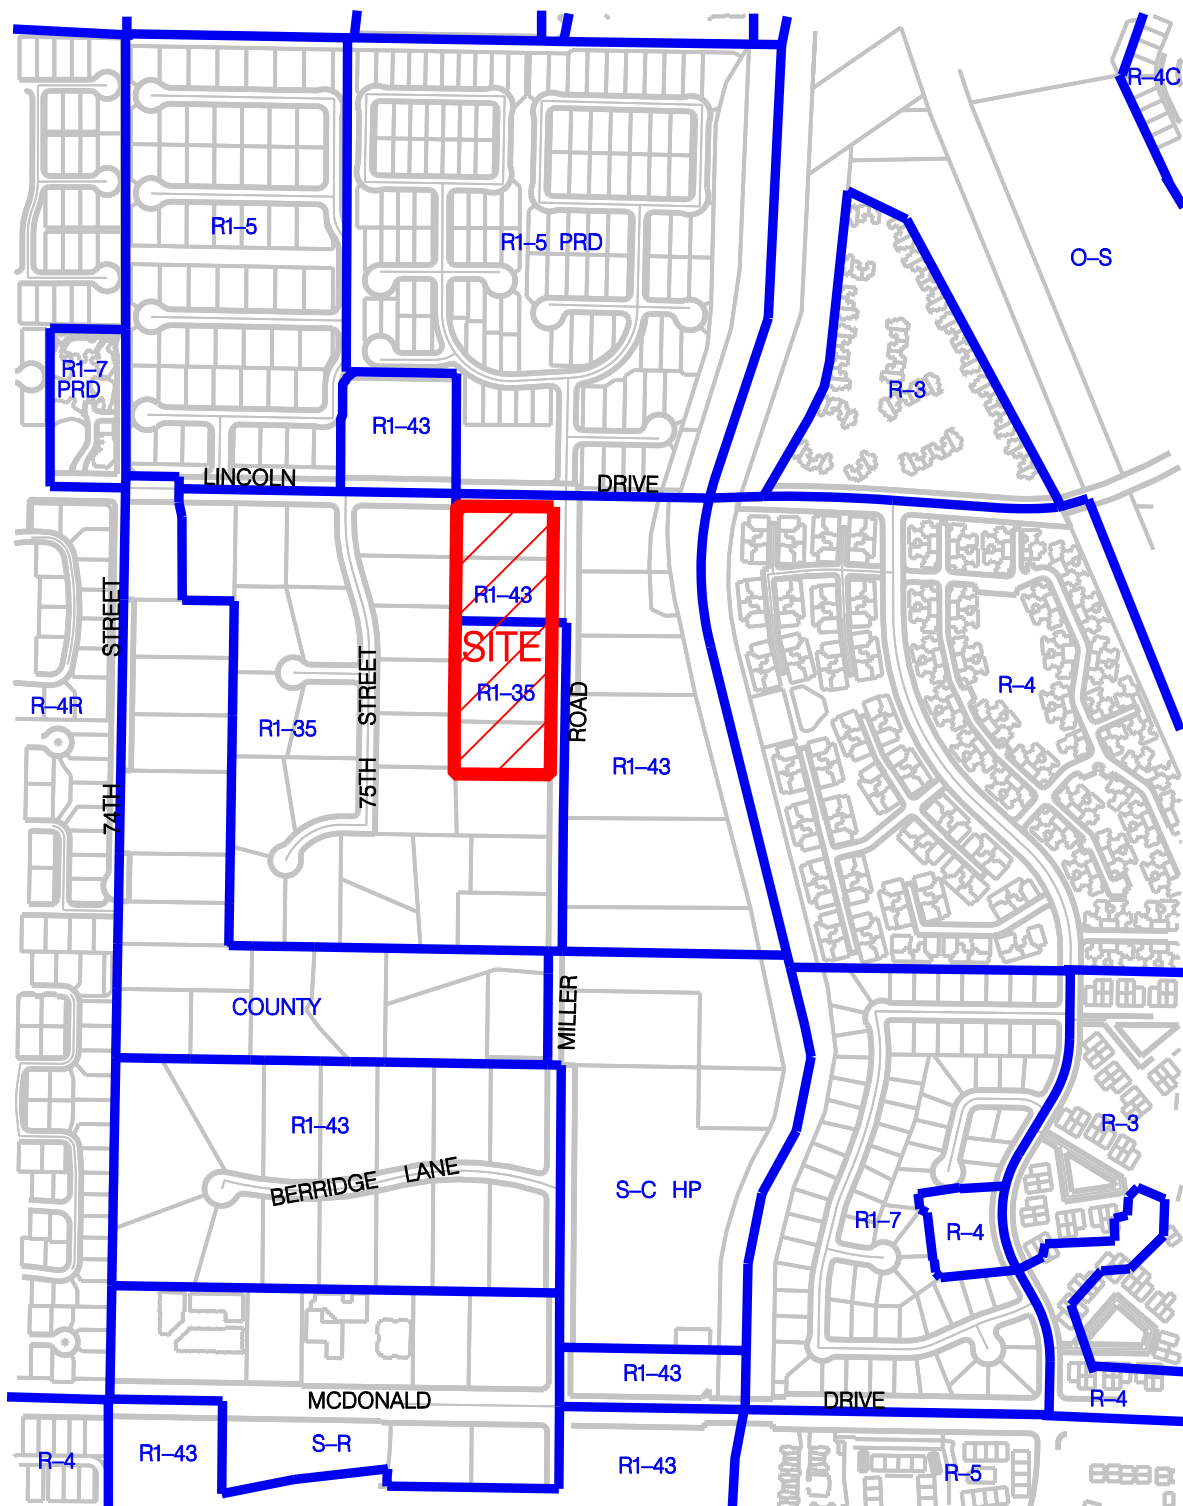 R–4C
R1–5
R1–5 PRD
O–S
R1–7
PRD
R–3
R1–43
LINCOLN
DRIVE
R1–43
STREET
SITE
STREET
R–4
R1–35
R–4R
ROAD
R1–35
R1–43
75TH
74TH
COUNTY
MILLER
R1–43
R–3
BERRIDGE LANE
S–C HP
R1–7
R–4
R1–43
MCDONALD
DRIVE
R–4
S–R
R1–43
R–4
R1–43
R–5